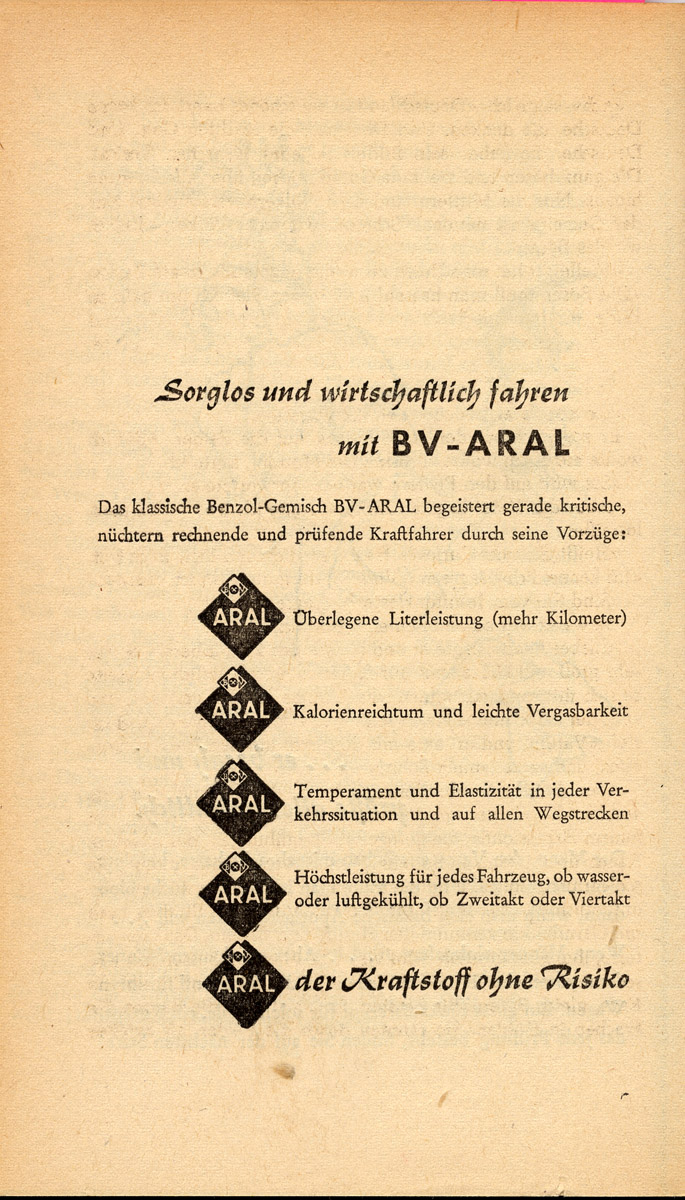 Sorglos und wirtschaftlich fahren
mit BV-ARAL
Das klassische Benzol-Gemisch BV-ARAL begeistert gerade kritische,
nüchtern rechnende und prüfende Kraftfahrer durch seine Vorzüge:
ARAL Überlegene Literleistung (mehr Kilometer)
ARAL Kalorienreichtum und leichte Vergasbarkeit
ARAL Temperament und Elastizität in jeder Ver-
kehrssituation und auf allen Wegstrecken
ARAL Höchstleistung für jedes Fahrzeug, ob wasser-
oder luftgekühlt, ob Zweitakt oder Viertakt
ARAL der Kraftstoff ohne Risiko